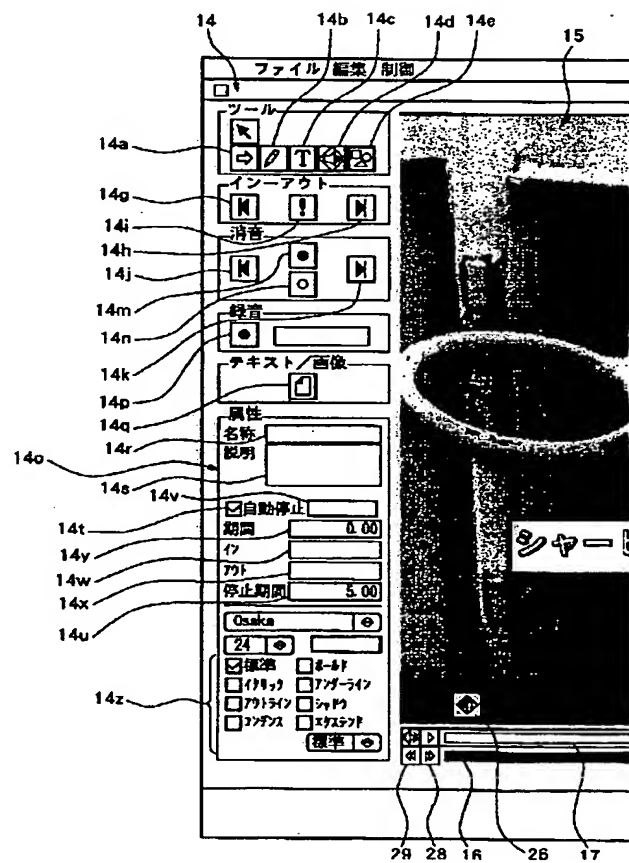 14
14b
14c
14d
14e
15
ファイル 編集 制御
ツール
14a
T
インーアウト
14g
14i
14h
消音
14j
14m
14n
録音
14k
14p
テキスト/画像
14q
属性
14r
名称
説明
14o
14s
14v
自動停止
14t
期間 0.00
14y
イン
14w
アウト
14x
停止期間 5.00
14u
Osaka
24
標準 ボールド
イタリック アンダーライン
アウトライン シャドウ
コンデンス エクステンド
14z
標準
シャー
29 28 16 26 17